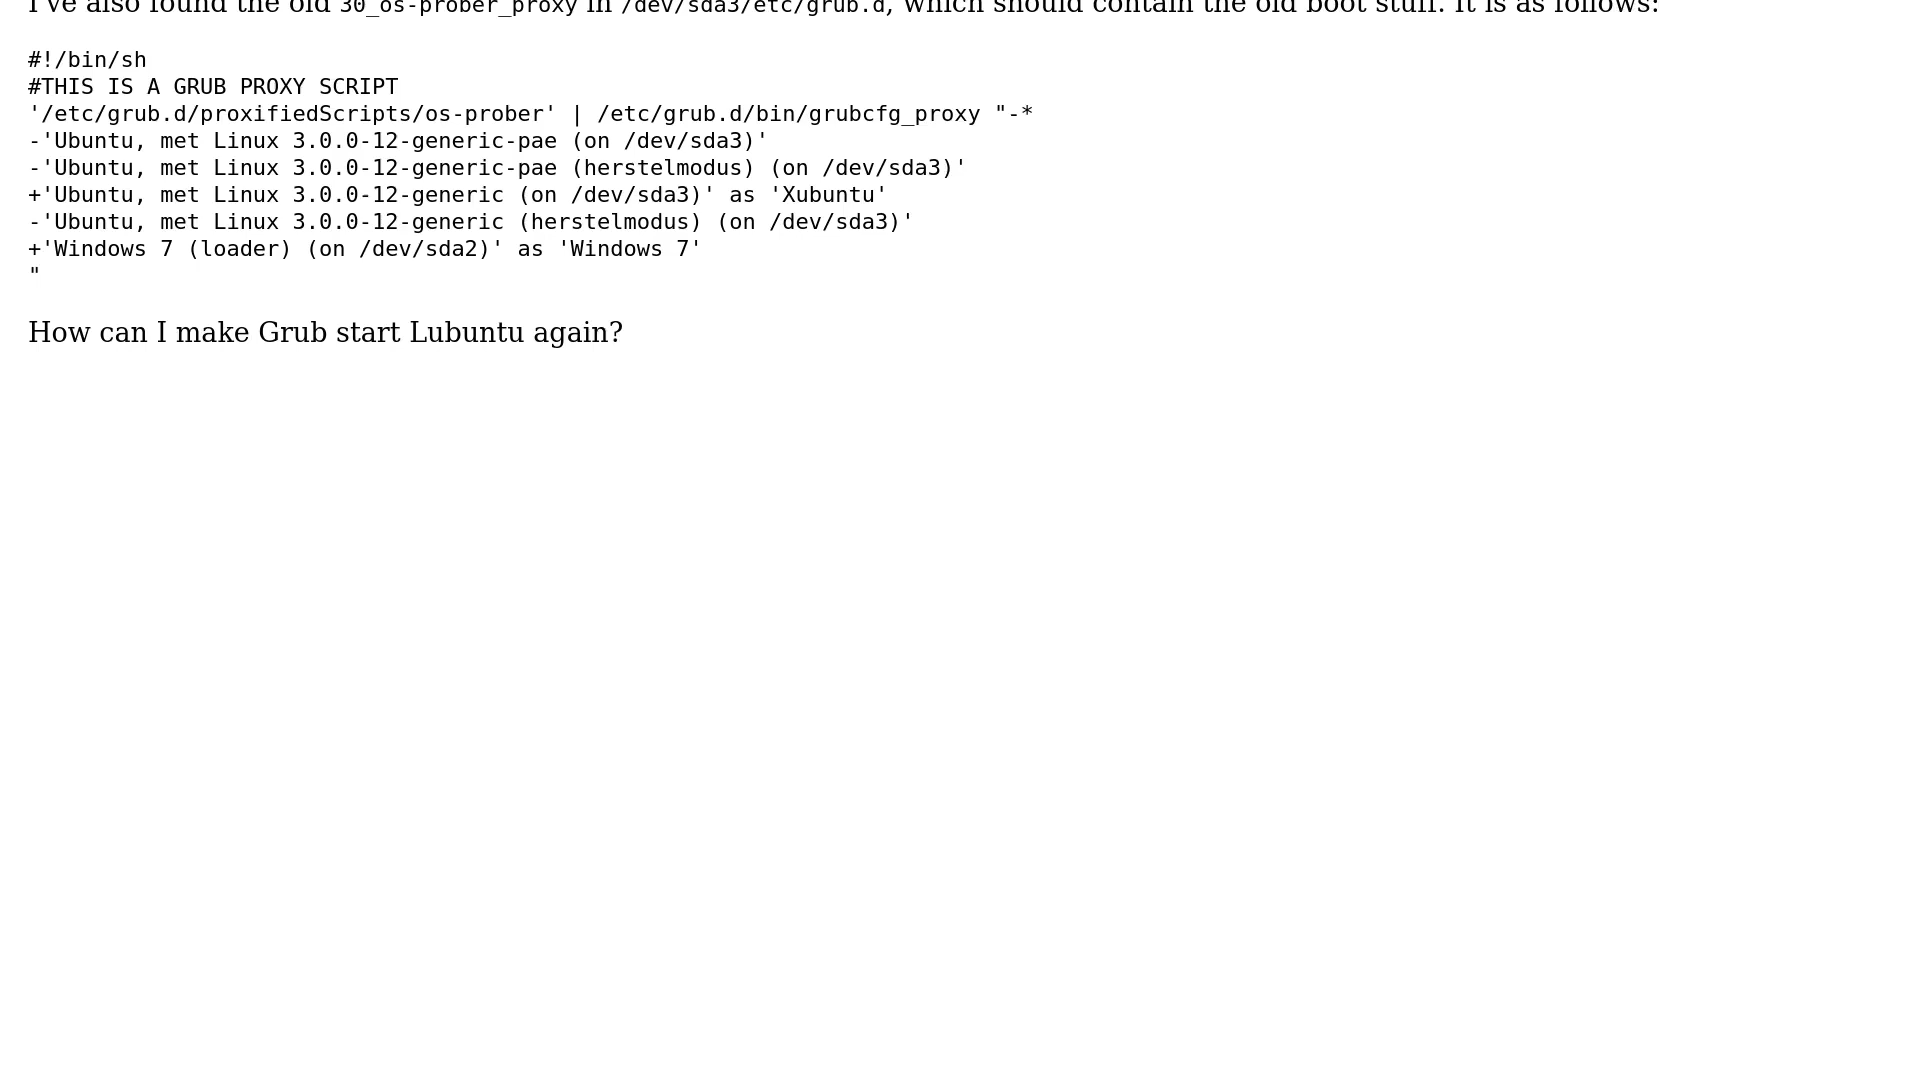 I've also found the old 30_os-prober_proxy in /dev/sda3/etc/grub.d, which should contain the old boot stuff. It is as follows:
#!/bin/sh
#THIS IS A GRUB PROXY SCRIPT
'/etc/grub.d/proxifiedScripts/os-prober' | /etc/grub.d/bin/grubcfg_proxy "-*
-'Ubuntu, met Linux 3.0.0-12-generic-pae (on /dev/sda3)'
-'Ubuntu, met Linux 3.0.0-12-generic-pae (herstelmodus) (on /dev/sda3)'
+'Ubuntu, met Linux 3.0.0-12-generic (on /dev/sda3)' as 'Xubuntu'
-'Ubuntu, met Linux 3.0.0-12-generic (herstelmodus) (on /dev/sda3)'
+'Windows 7 (loader) (on /dev/sda2)' as 'Windows 7'
"
How can I make Grub start Lubuntu again?